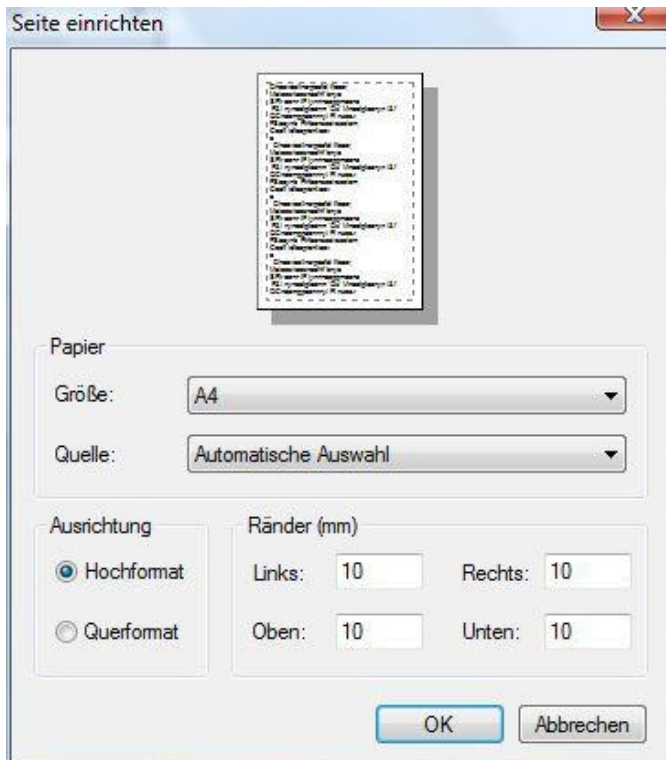 Seite einrichten
Papier
Größe: A4
Quelle: Automatische Auswahl
Ausrichtung
Hochformat
Querformat
Ränder (mm)
Links: 10 Rechts: 10
Oben: 10 Unten: 10
OK Abbrechen